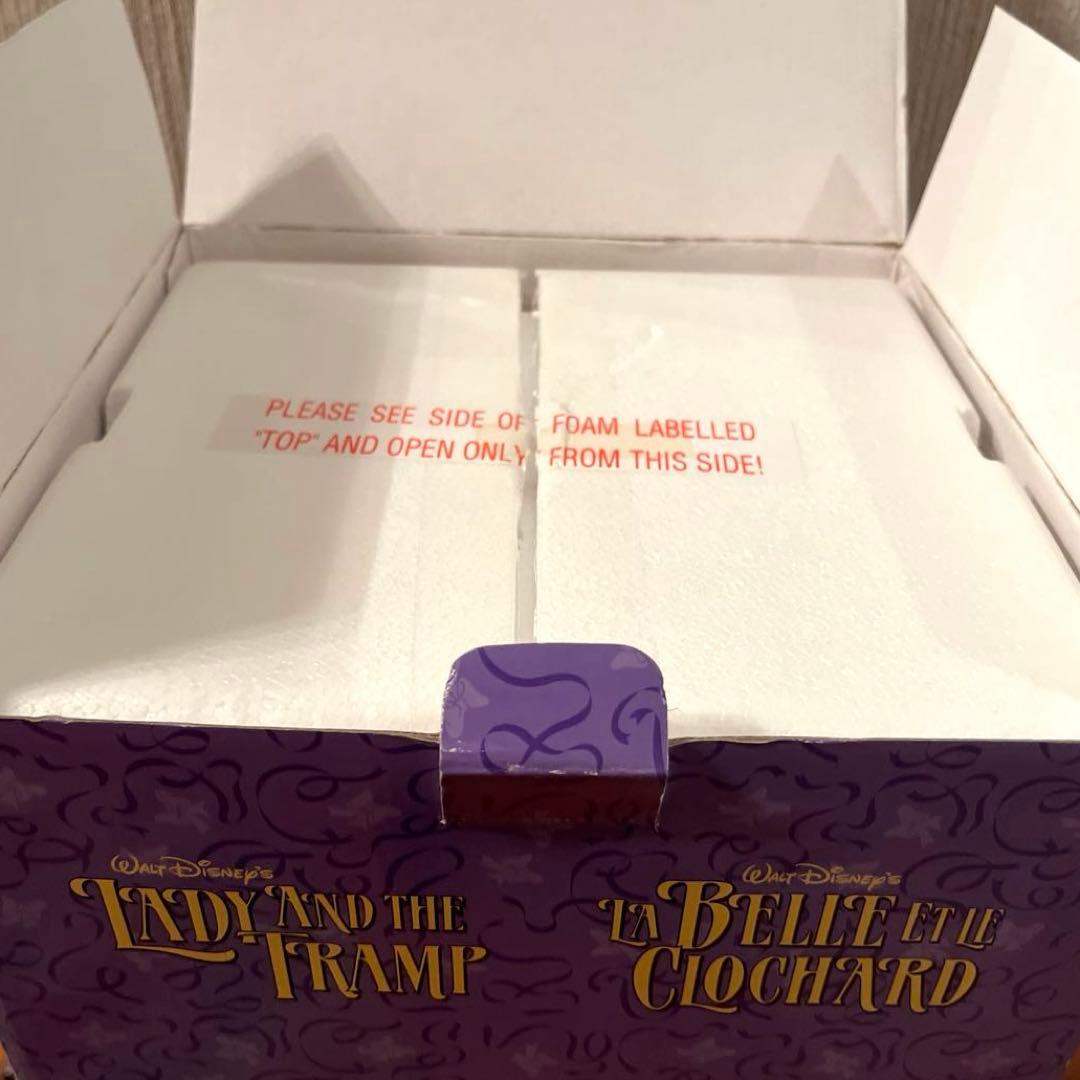 PLEASE SEE SIDE OF FOAM LABELLED
"TOP" AND OPEN ONLY FROM THIS SIDE!
WALT DISNEY'S
LADY AND THE
TRAMP
WALT DISNEY'S
LA BELLE ET LE
CLOCHARD